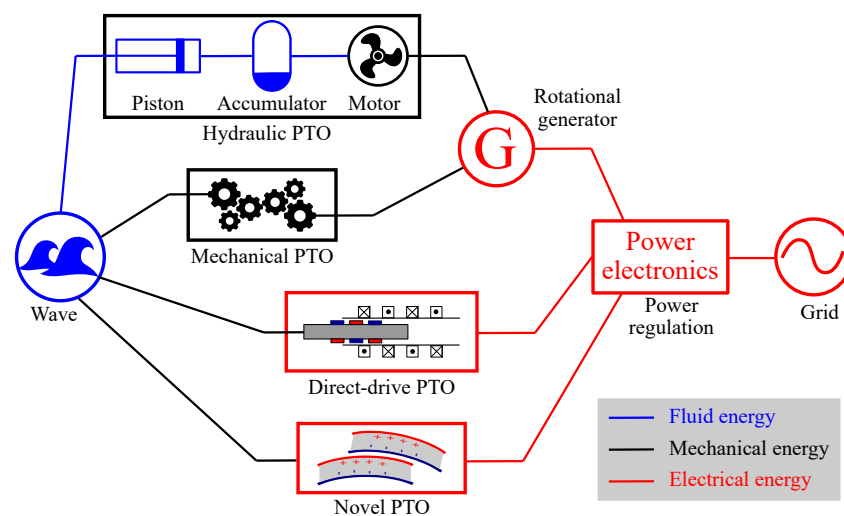 Piston
Accumulator
Motor
Hydraulic PTO
Rotational
generator
G
Mechanical PTO
Wave
Power
electronics
Power
regulation
Grid
Direct-drive PTO
Novel PTO
Fluid energy
Mechanical energy
Electrical energy